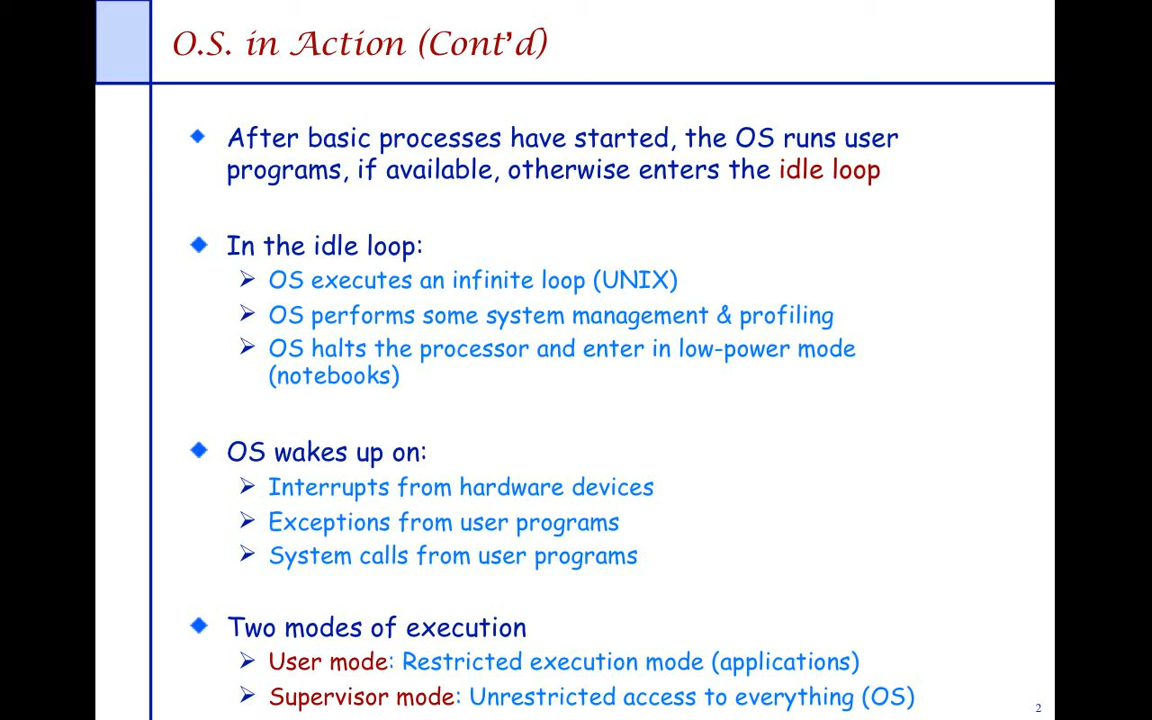 O.S. in Action (Cont’d)
After basic processes have started, the OS runs user
programs, if available, otherwise enters the idle loop
In the idle loop:
OS executes an infinite loop (UNIX)
OS performs some system management & profiling
OS halts the processor and enter in low-power mode
(notebooks)
OS wakes up on:
Interrupts from hardware devices
Exceptions from user programs
System calls from user programs
Two modes of execution
User mode: Restricted execution mode (applications)
Supervisor mode: Unrestricted access to everything (OS)
2